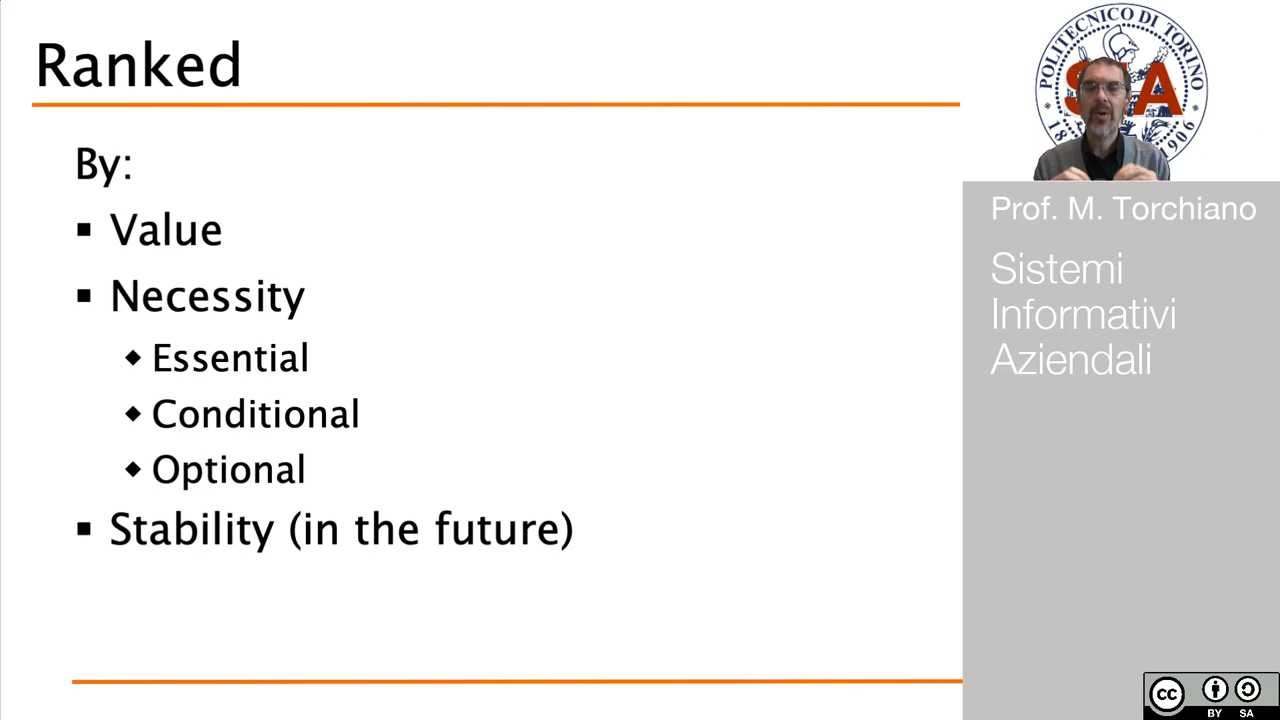 Ranked
By:
Value
Necessity
Essential
Conditional
Optional
Stability (in the future)
POLITECNICO DI TORINO
Prof. M. Torchiano
Sistemi
Informativi
Aziendali
cc
BY SA